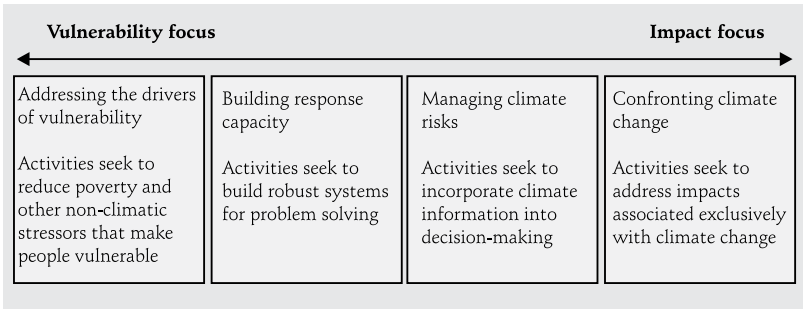 Vulnerability focus
Impact focus
Addressing the drivers
of vulnerability
Activities seek to
reduce poverty and
other non-climatic
stressors that make
people vulnerable
Building response
capacity
Activities seek to
build robust systems
for problem solving
Managing climate
risks
Activities seek to
incorporate climate
information into
decision-making
Confronting climate
change
Activities seek to
address impacts
associated exclusively
with climate change